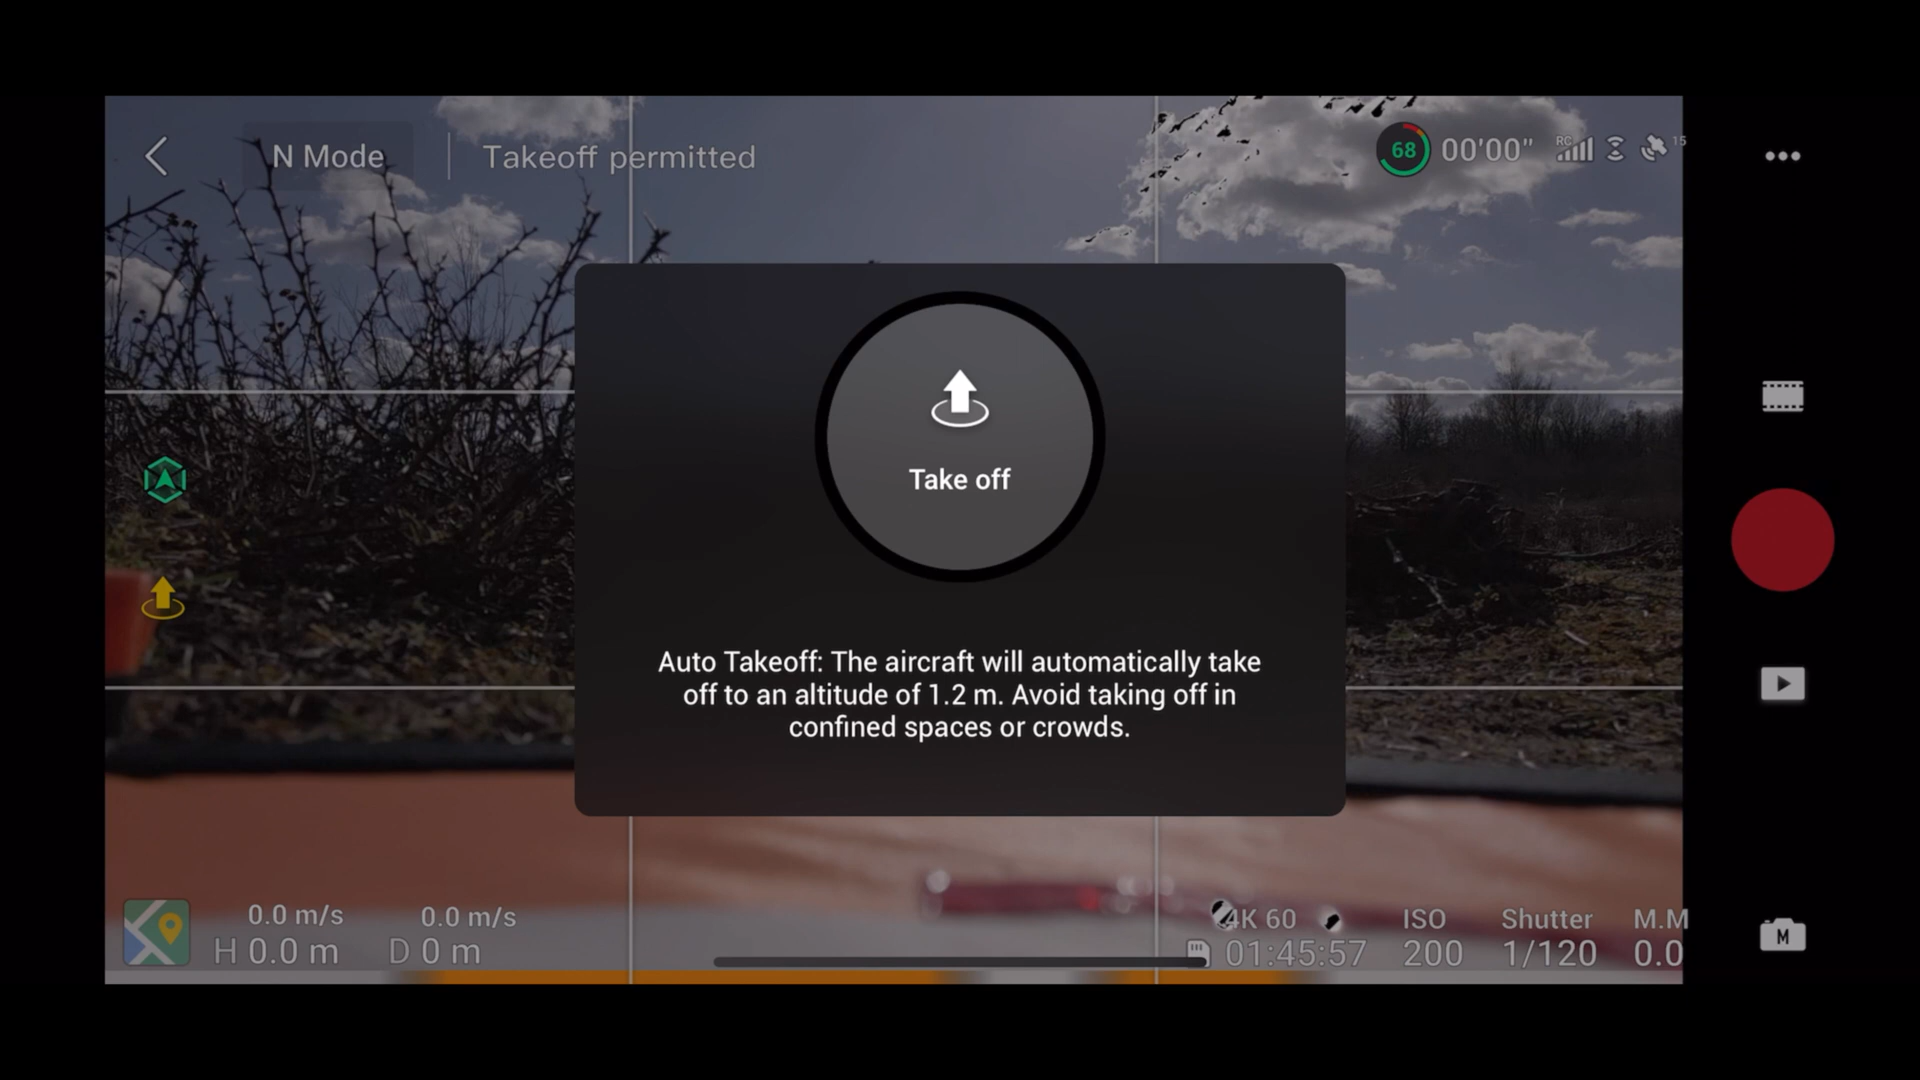 N Mode
Takeoff permitted
68
00'00"
RC
15
Take off
Auto Takeoff: The aircraft will automatically take
off to an altitude of 1.2 m. Avoid taking off in
confined spaces or crowds.
0.0 m/s
0.0 m/s
H 0.0 m
D 0 m
4K 60
01:45:57
ISO
200
Shutter
1/120
M.M
0.0
M